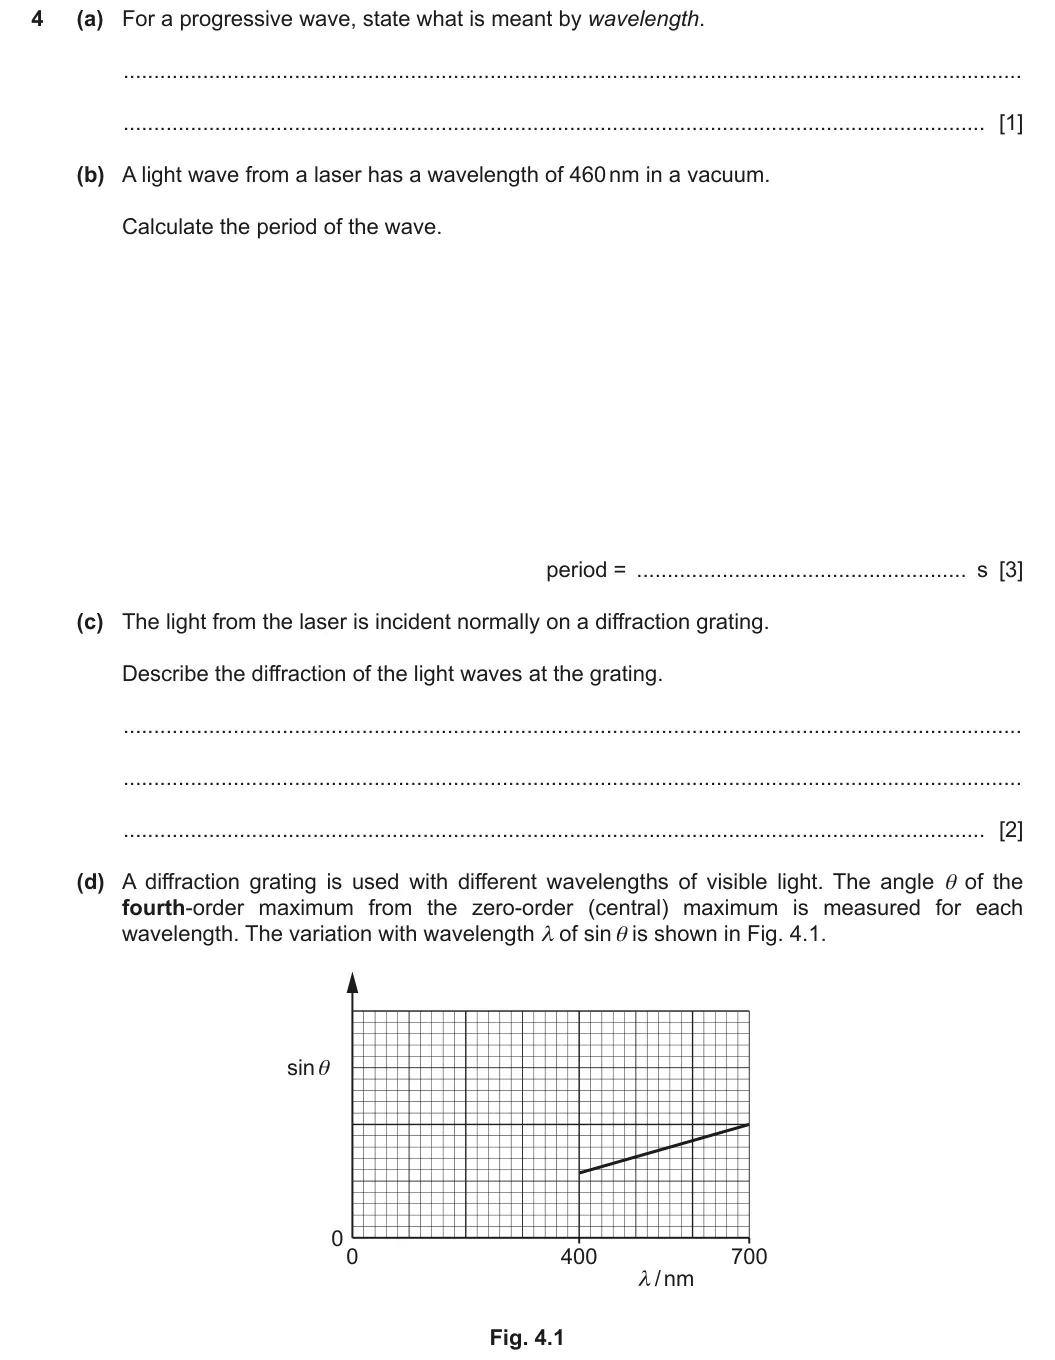 4 (a) For a progressive wave, state what is meant by wavelength.
..........................................................................................................................................................
.................................................................................................................................................... [1]
(b) A light wave from a laser has a wavelength of 460 nm in a vacuum.
Calculate the period of the wave.
period = ...................................................... s [3]
(c) The light from the laser is incident normally on a diffraction grating.
Describe the diffraction of the light waves at the grating.
..........................................................................................................................................................
..........................................................................................................................................................
.................................................................................................................................................... [2]
(d) A diffraction grating is used with different wavelengths of visible light. The angle θ of the
fourth-order maximum from the zero-order (central) maximum is measured for each
wavelength. The variation with wavelength λ of sin θ is shown in Fig. 4.1.
sin θ
0
0 400 700
λ / nm
Fig. 4.1